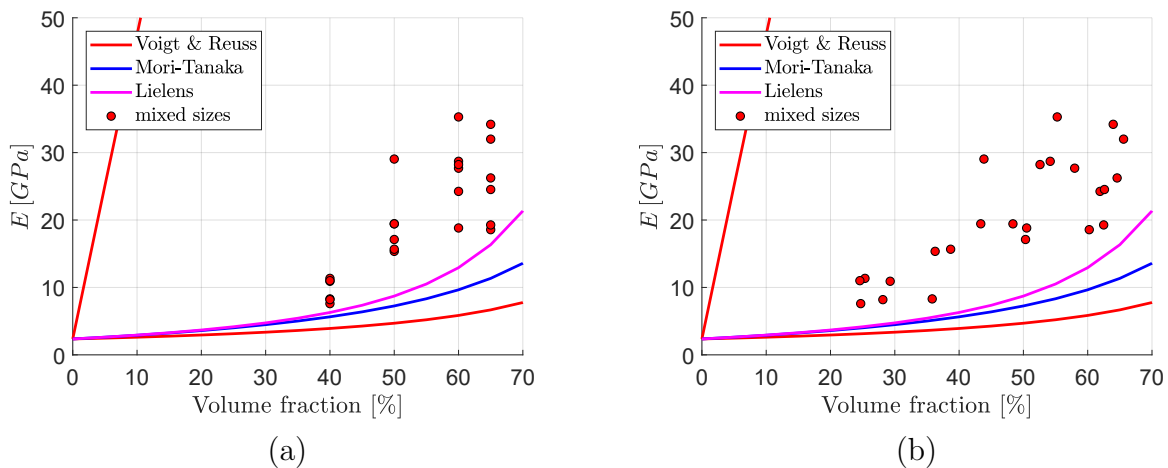 50
40
30
20
10
0
E [GPa]
Voigt & Reuss
Mori-Tanaka
Lielens
mixed sizes
0 10 20 30 40 50 60 70
Volume fraction [%]
(a)
50
40
30
20
10
0
E [GPa]
Voigt & Reuss
Mori-Tanaka
Lielens
mixed sizes
0 10 20 30 40 50 60 70
Volume fraction [%]
(b)